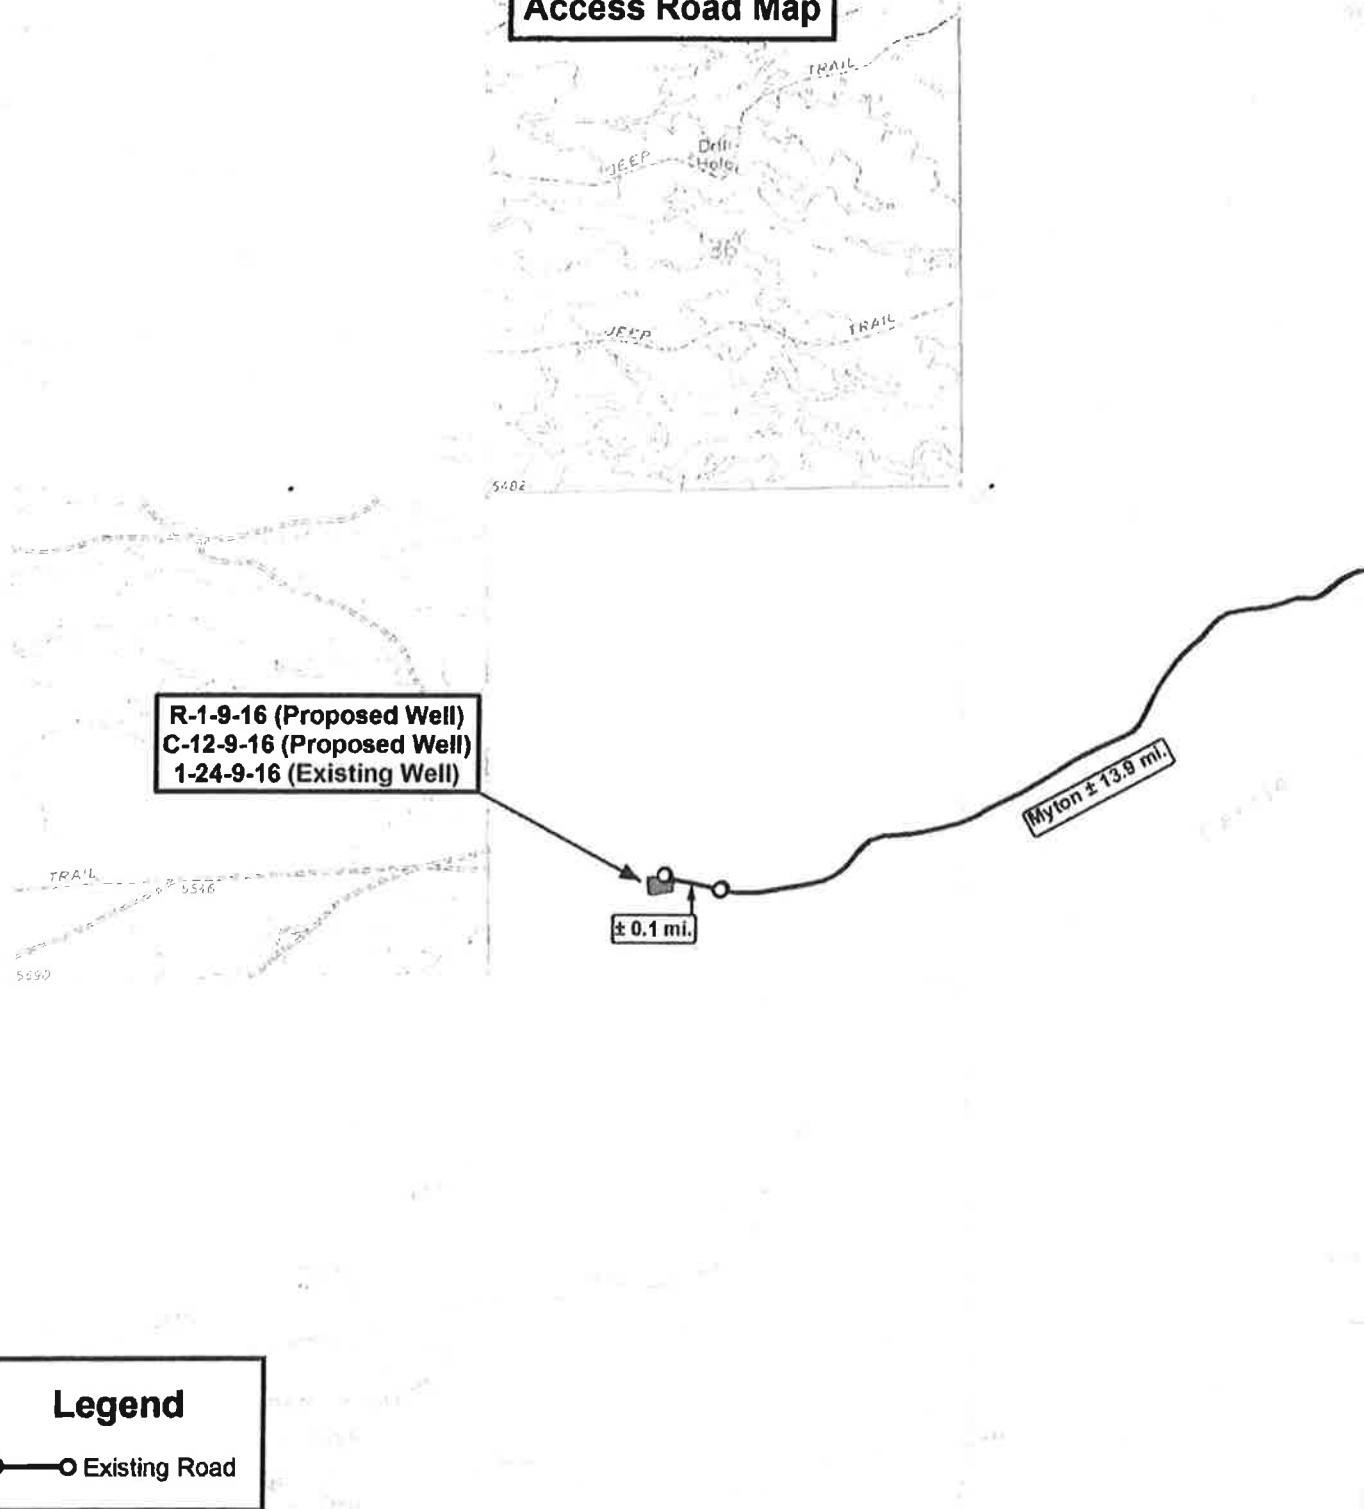 Access Road Map
TRAIL
Drill
Hole
JEEP
36
JEEP
TRAIL
5482
R-1-9-16 (Proposed Well)
C-12-9-16 (Proposed Well)
1-24-9-16 (Existing Well)
Myton ± 13.9 mi.
TRAIL
5546
± 0.1 mi.
Legend
Existing Road